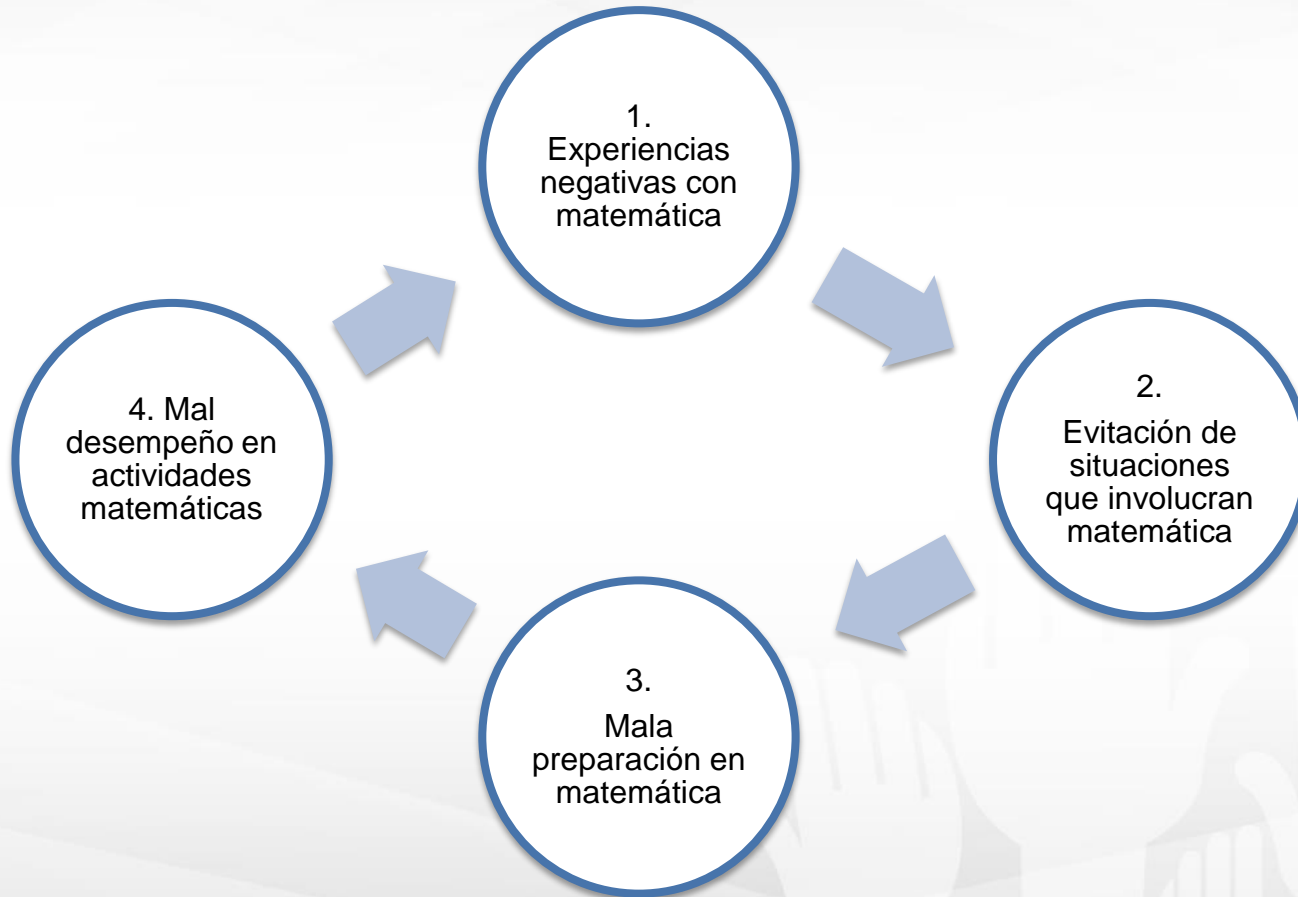 1.
Experiencias
negativas con
matemática
2.
Evitación de
situaciones
que involucran
matemática
3.
Mala
preparación en
matemática
4. Mal
desempeño en
actividades
matemáticas